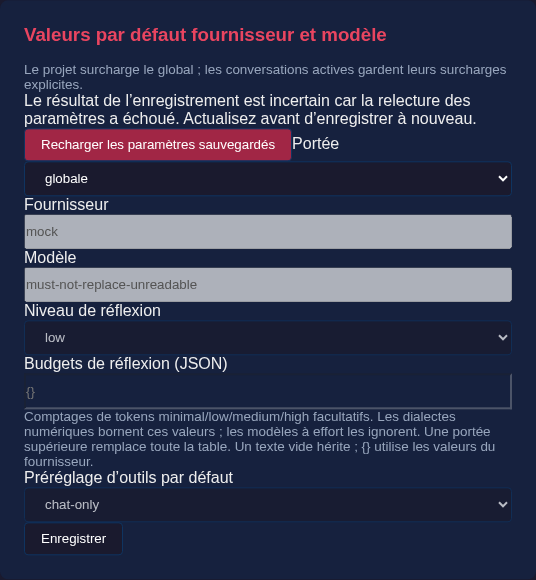 Valeurs par défaut fournisseur et modèle
Le projet surcharge le global ; les conversations actives gardent leurs surcharges
explicites.
Le résultat de l’enregistrement est incertain car la relecture des
paramètres a échoué. Actualisez avant d’enregistrer à nouveau.
Recharger les paramètres sauvegardés Portée
globale
Fournisseur
mock
Modèle
must-not-replace-unreadable
Niveau de réflexion
low
Budgets de réflexion (JSON)
{}
Comptages de tokens minimal/low/medium/high facultatifs. Les dialectes
numériques bornent ces valeurs ; les modèles à effort les ignorent. Une portée
supérieure remplace toute la table. Un texte vide hérite ; {} utilise les valeurs du
fournisseur.
Préréglage d’outils par défaut
chat-only
Enregistrer